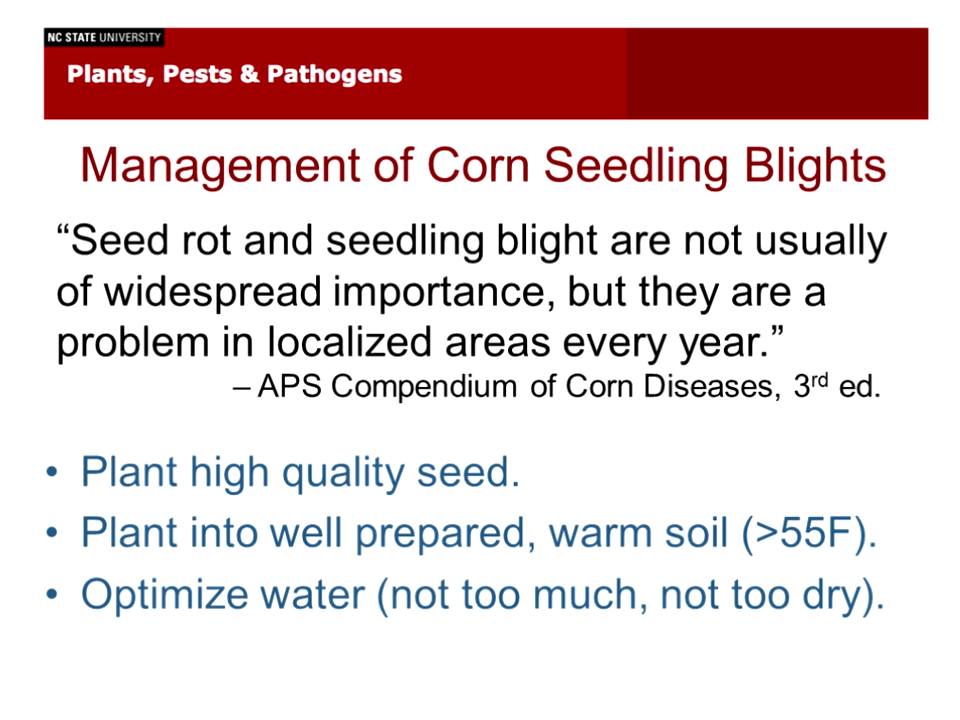 NC STATE UNIVERSITY
Plants, Pests & Pathogens
Management of Corn Seedling Blights
“Seed rot and seedling blight are not usually
of widespread importance, but they are a
problem in localized areas every year.”
– APS Compendium of Corn Diseases, 3rd ed.
• Plant high quality seed.
• Plant into well prepared, warm soil (>55F).
• Optimize water (not too much, not too dry).